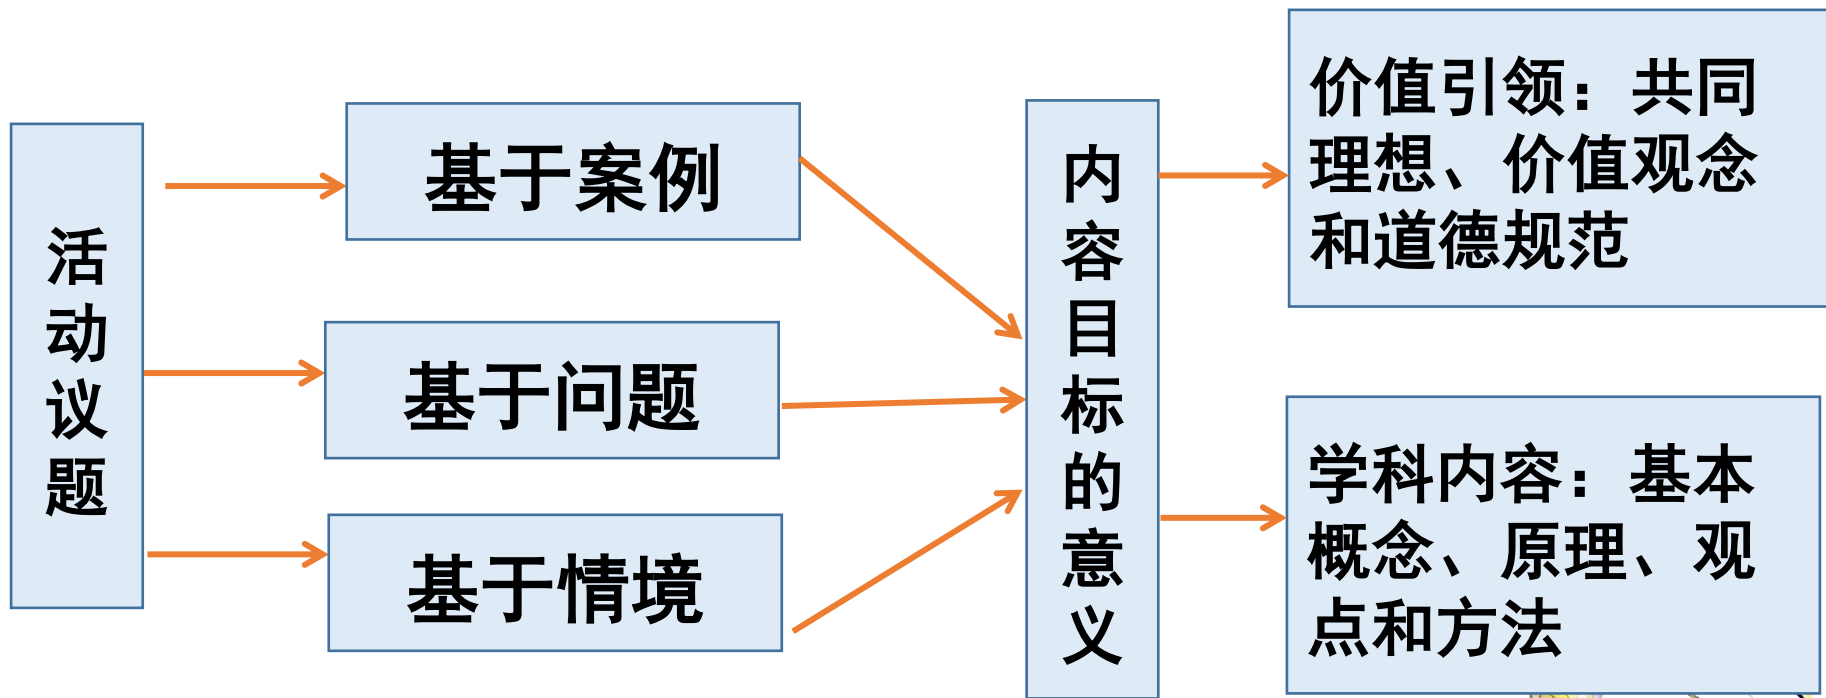 活动议题
基于案例
基于问题
基于情境
内容目标的意义
价值引领：共同
理想、价值观念
和道德规范
学科内容：基本
概念、原理、观
点和方法